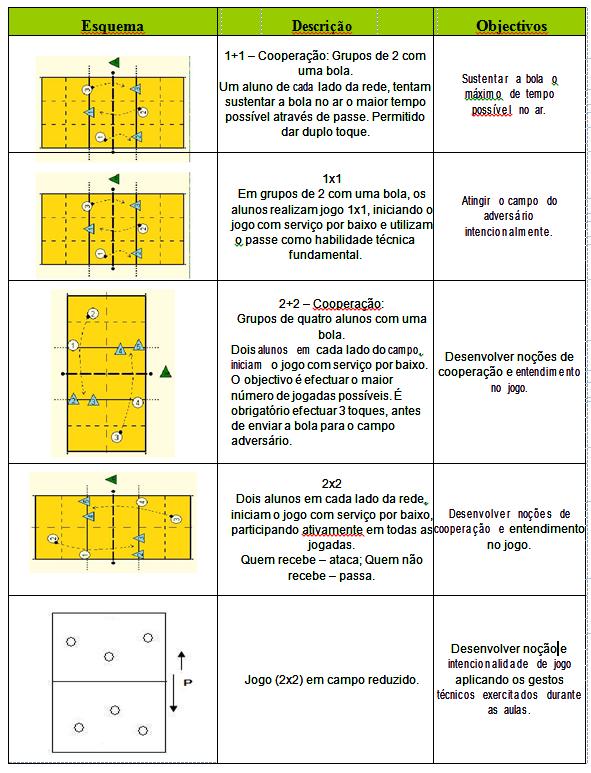 Esquema Descrição Objectivos
1+1 – Cooperação: Grupos de 2 com
uma bola.
Um aluno de cada lado da rede, tentam
sustentar a bola no ar o maior tempo
possível através de passe. Permitido
dar duplo toque.
Sustentar a bola o
máximo de tempo
possível no ar.
1x1
Em grupos de 2 com uma bola, os
alunos realizam jogo 1x1, iniciando o
jogo com serviço por baixo e utilizam
o passe como habilidade técnica
fundamental.
Atingir o campo do
adversário
intencionalmente.
2+2 – Cooperação:
Grupos de quatro alunos com uma
bola.
Dois alunos em cada lado do campo,
iniciam o jogo com serviço por baixo.
O objectivo é efectuar o maior
número de jogadas possíveis. É
obrigatório efectuar 3 toques, antes
de enviar a bola para o campo
adversário.
Desenvolver noções de
cooperação e entendimento
no jogo.
2x2
Dois alunos em cada lado da rede,
iniciam o jogo com serviço por baixo,
participando ativamente em todas as
jogadas.
Quem recebe – ataca; Quem não
recebe – passa.
Desenvolver noções de
cooperação e entendimento
no jogo.
P
Jogo (2x2) em campo reduzido.
Desenvolver noção e
intencionalidade de jogo
aplicando os gestos
técnicos exercitados durante
as aulas.